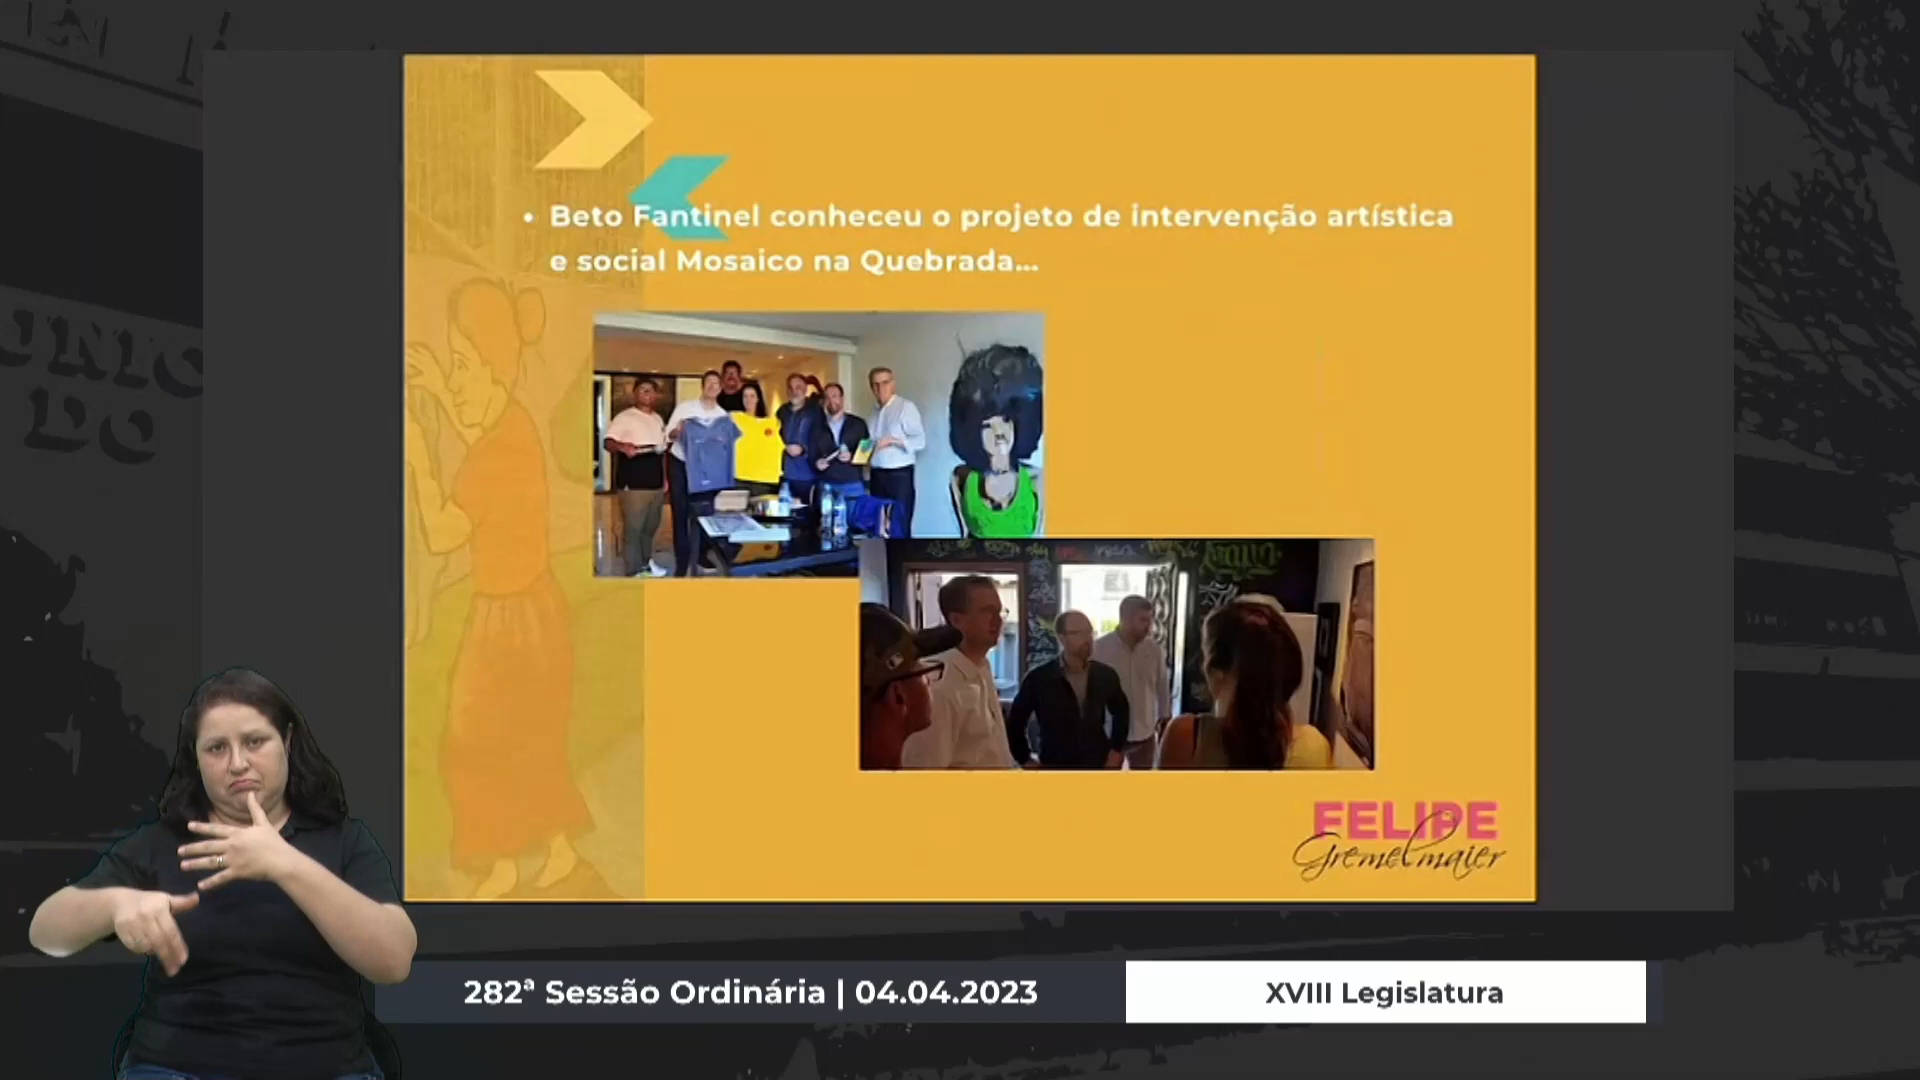 • Beto Fantinel conheceu o projeto de intervenção artística
e social Mosaico na Quebrada...
FELIPE
Gremelmaier
282ª Sessão Ordinária | 04.04.2023
XVIII Legislatura